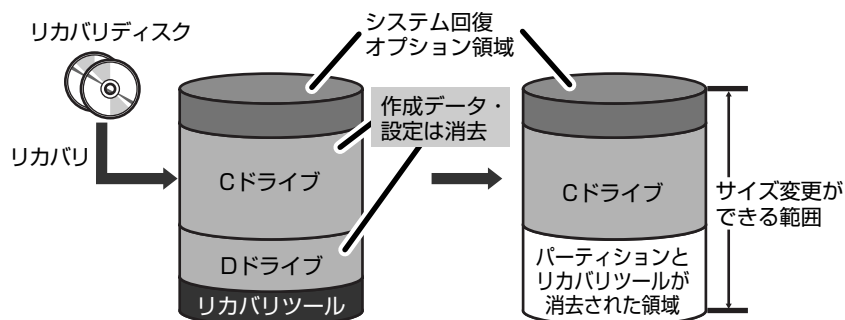 リカバリディスク
システム回復
オプション領域
作成データ・
設定は消去
リカバリ
Cドライブ
Dドライブ
リカバリツール
Cドライブ
パーティションと
リカバリツールが
消去された領域
サイズ変更が
できる範囲